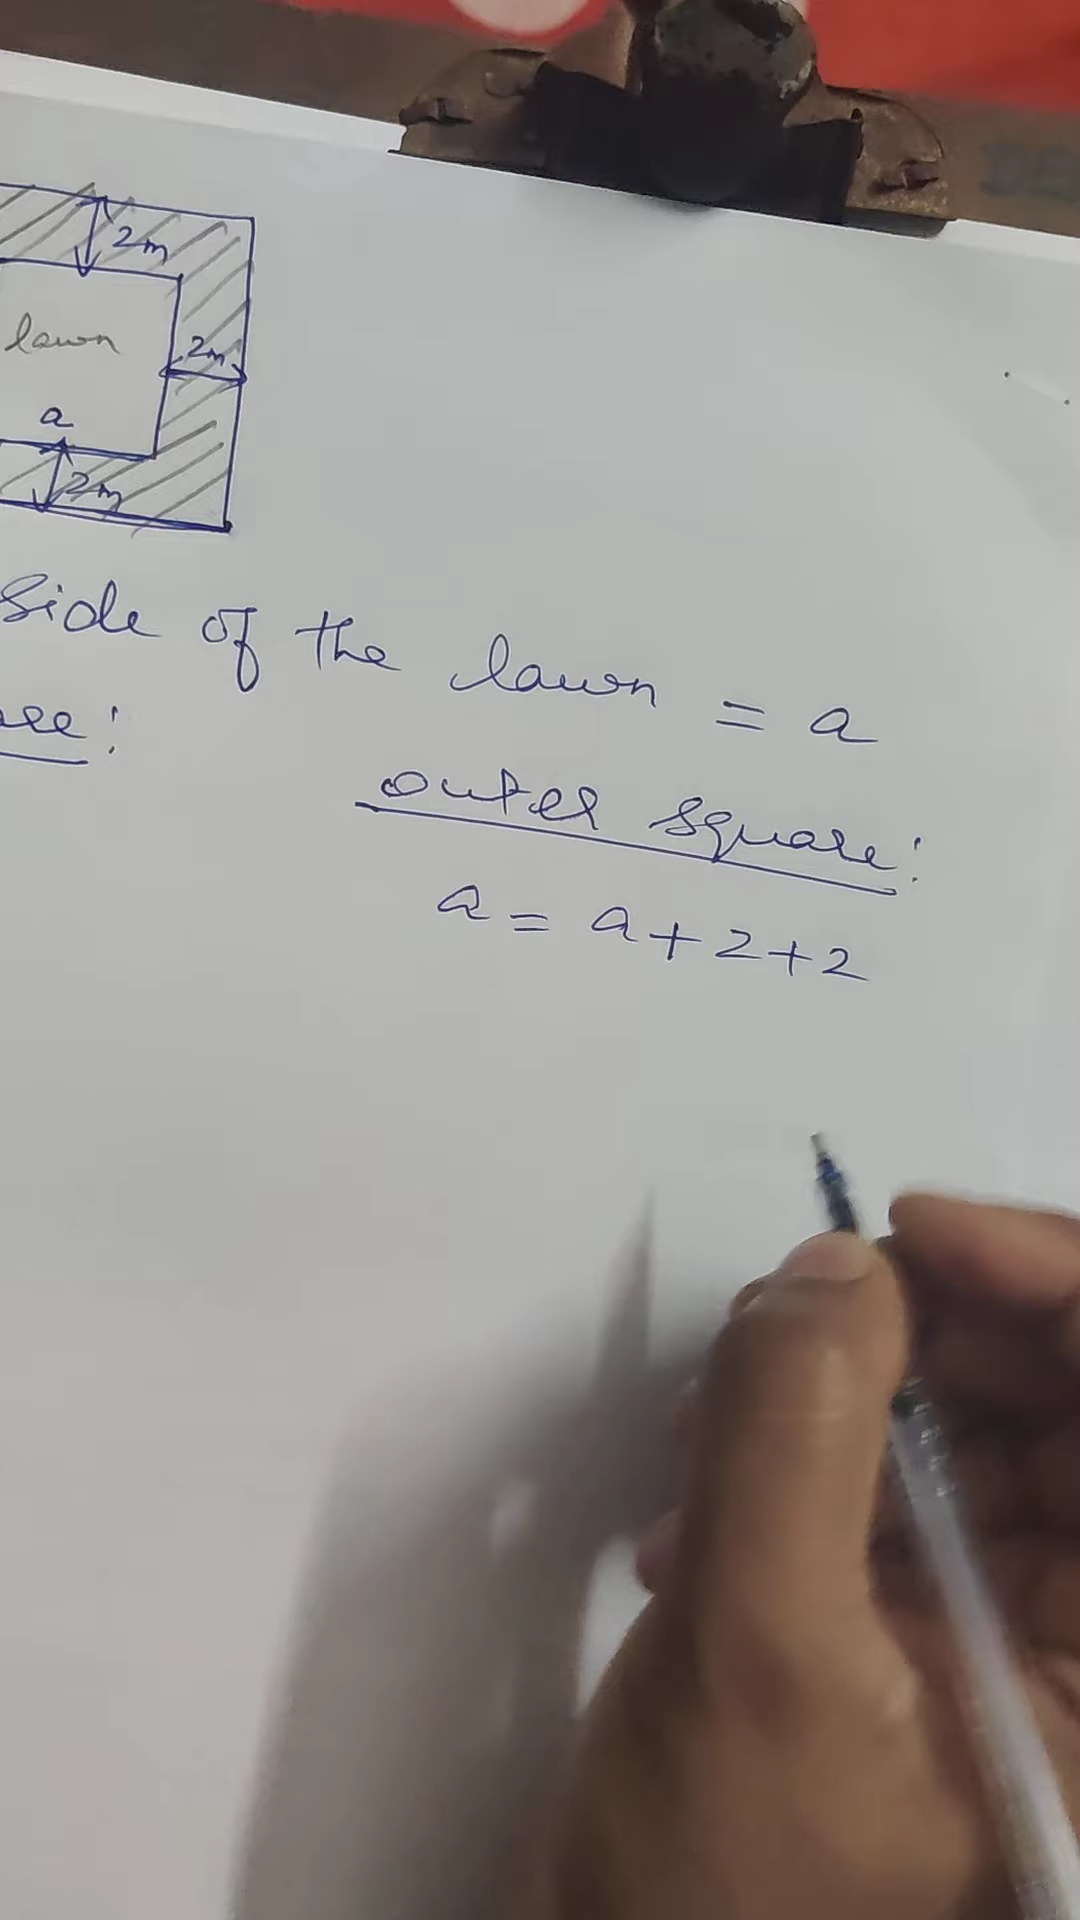 2m
lawn
2m
a
2m
Side of the lawn = a
outer square:
a = a + 2 + 2